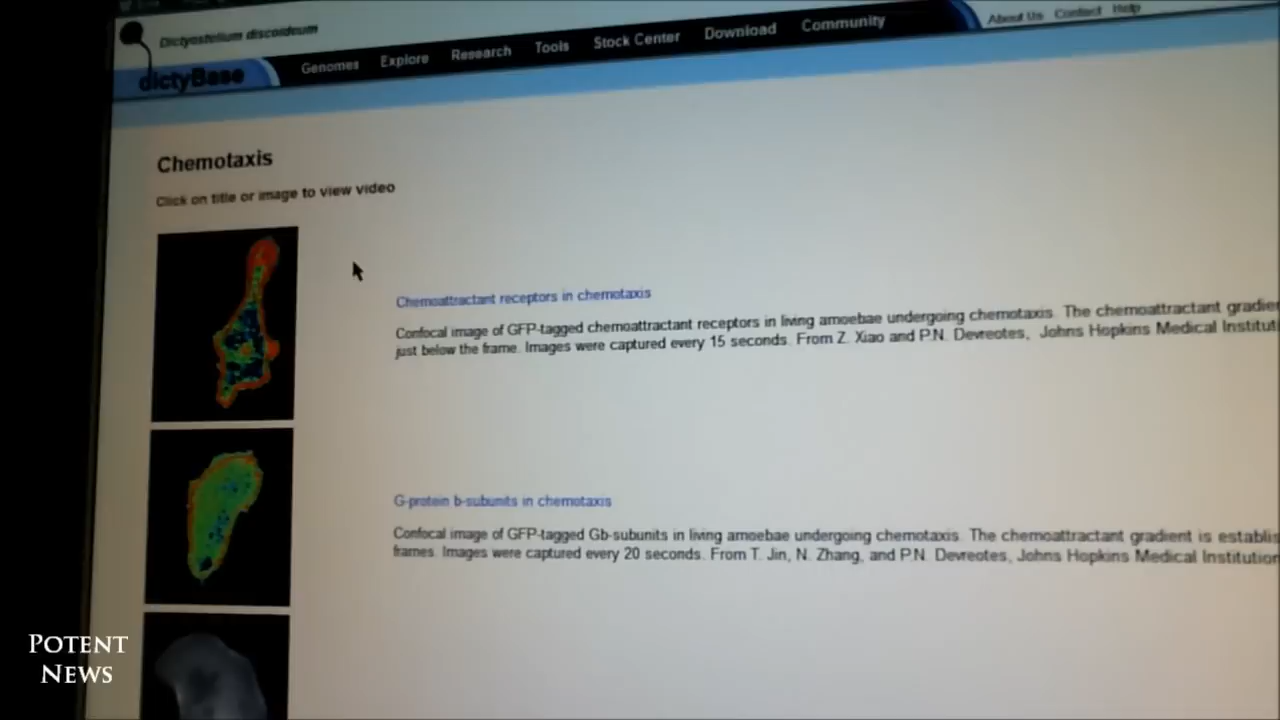 Dictyostelium discoideum
dictyBase
Genomes Explore Research Tools Stock Center Download Community
About Us Contact Help
Chemotaxis
Click on title or image to view video
Chemoattractant receptors in chemotaxis
Confocal image of GFP-tagged chemoattractant receptors in living amoebae undergoing chemotaxis. The chemoattractant
just below the frame. Images were captured every 15 seconds. From Z. Xiao and P.N. Devreotes, Johns Hopkins Medical
G-protein b-subunits in chemotaxis
Confocal image of GFP-tagged Gb-subunits in living amoebae undergoing chemotaxis. The chemoattractant gradient is
frames. Images were captured every 20 seconds. From T. Jin, N. Zhang, and P.N. Devreotes, Johns Hopkins Medical
POTENT
NEWS